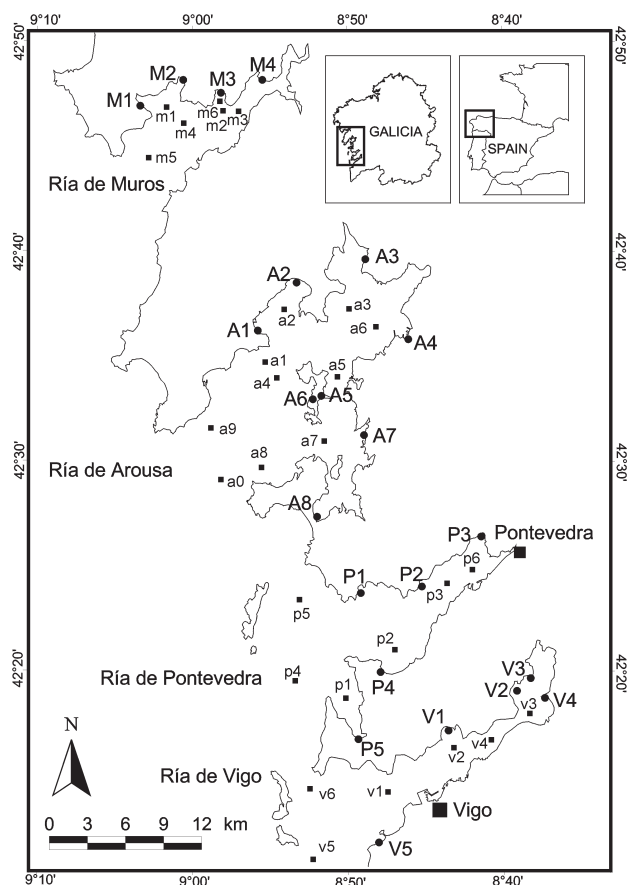 9°10' 9°00' 8°50' 8°40'
42°50' 42°50'
M4
M2
M3
M1
m1
m6
m2
m3
m4
m5
Ría de Muros
GALICIA
SPAIN
42°40' 42°40'
A3
A2
a3
a2
a6
A1
A4
a1
a5
a4
A6
A5
a9
A7
a7
42°30' 42°30'
a8
Ría de Arousa
a0
A8
P3
Pontevedra
p6
P1
P2
p3
p5
p2
42°20' 42°20'
Ría de Pontevedra
p4
P4
p1
V3
V2
V4
v3
N
V1
P5
v4
v2
Ría de Vigo
v6
v1
Vigo
0 3 6 9 12 km
V5
v5
9°10' 9°00' 8°50' 8°40'